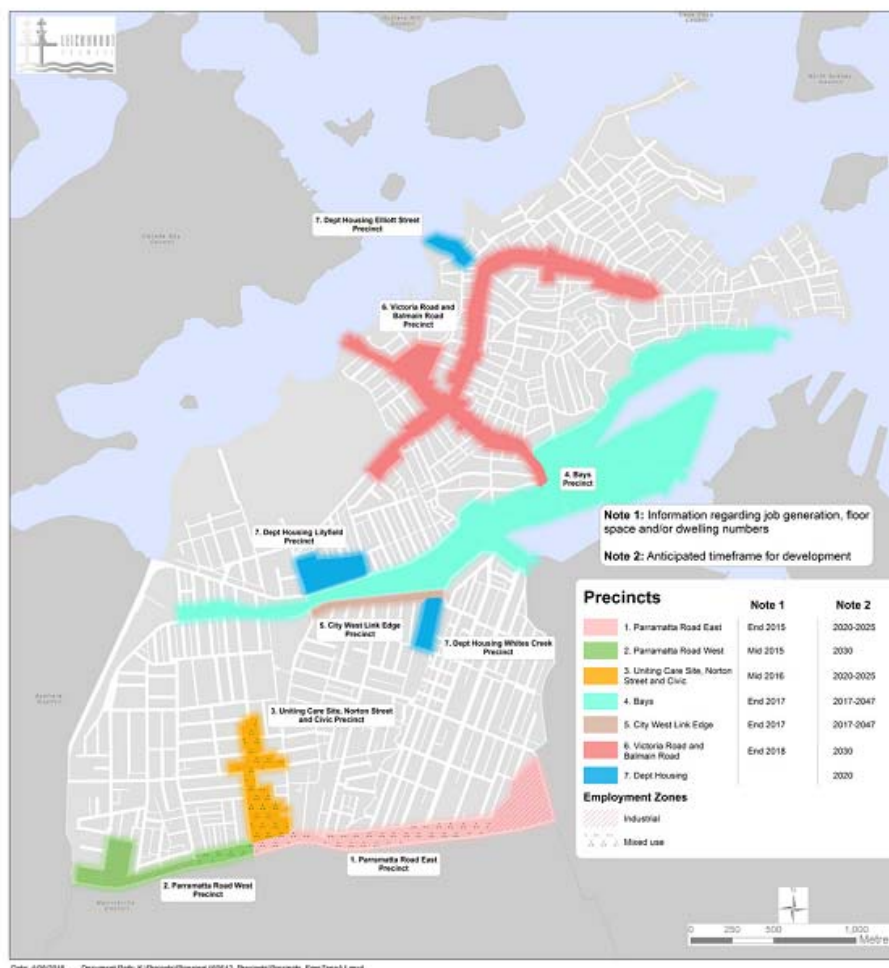 LEICHHARDT
COUNCIL
7. Dept Housing Elliott Street
Precinct
6. Victoria Road and
Balmain Road
Precinct
4. Bays
Precinct
Note 1: Information regarding job generation, floor
space and/or dwelling numbers
Note 2: Anticipated timeframe for development
7. Dept Housing Lilyfield
Precinct
5. City West Link Edge
Precinct
7. Dept Housing Whites Creek
Precinct
3. Uniting Care Site, Norton Street
and Civic Precinct
1. Parramatta Road East
Precinct
2. Parramatta Road West
Precinct
Precincts Note 1 Note 2
1. Parramatta Road East End 2015 2020-2025
2. Parramatta Road West Mid 2015 2030
3. Uniting Care Site, Norton
Street and Civic Mid 2016 2020-2025
4. Bays End 2017 2017-2047
5. City West Link Edge End 2017 2017-2047
6. Victoria Road and
Balmain Road End 2018 2030
7. Dept Housing 2020
Employment Zones
Industrial
Mixed use
0 250 500 1,000
Metre